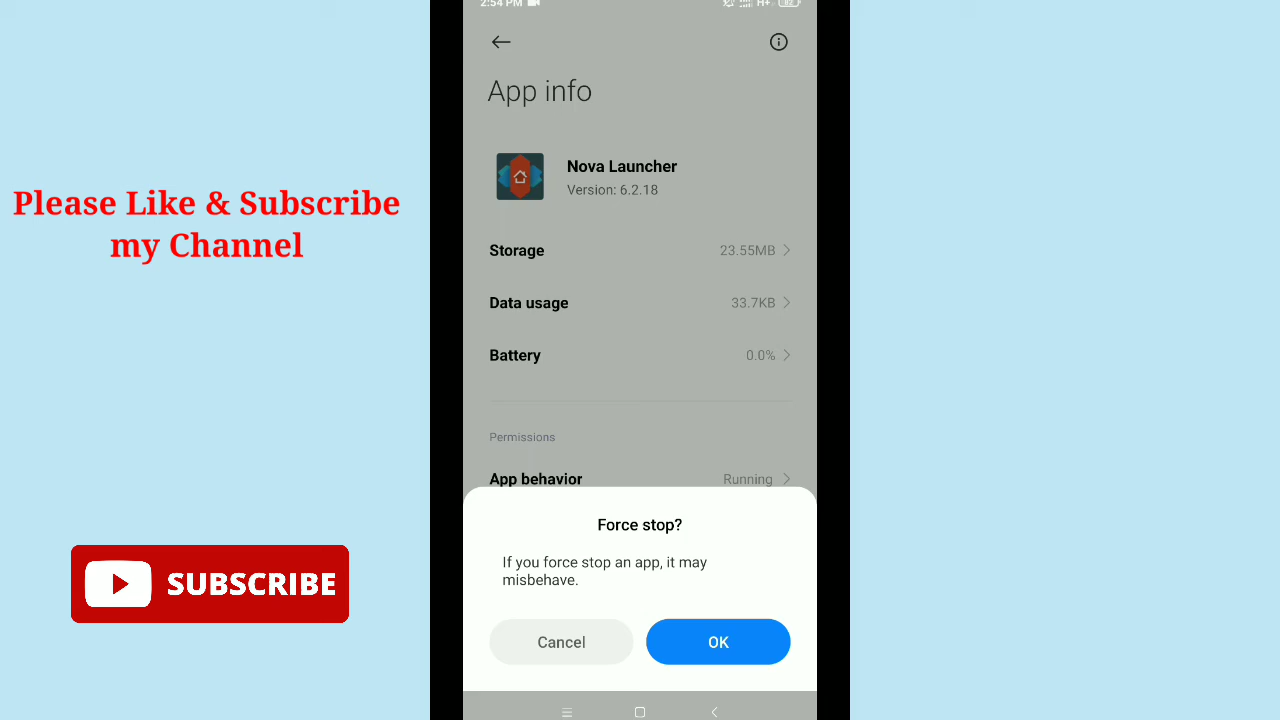 2:54 PM
H+
App info
Nova Launcher
Version: 6.2.18
Storage 23.55MB
Data usage 33.7KB
Battery 0.0%
Permissions
App behavior Running
Force stop?
If you force stop an app, it may
misbehave.
Cancel OK
Please Like & Subscribe
my Channel
SUBSCRIBE